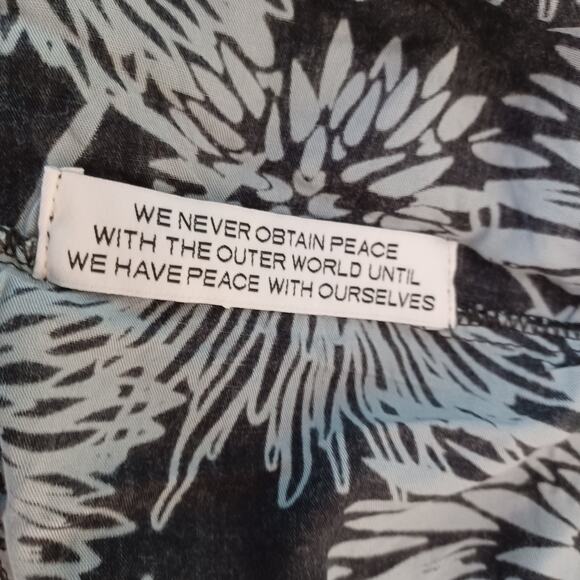 WE NEVER OBTAIN PEACE
WITH THE OUTER WORLD UNTIL
WE HAVE PEACE WITH OURSELVES